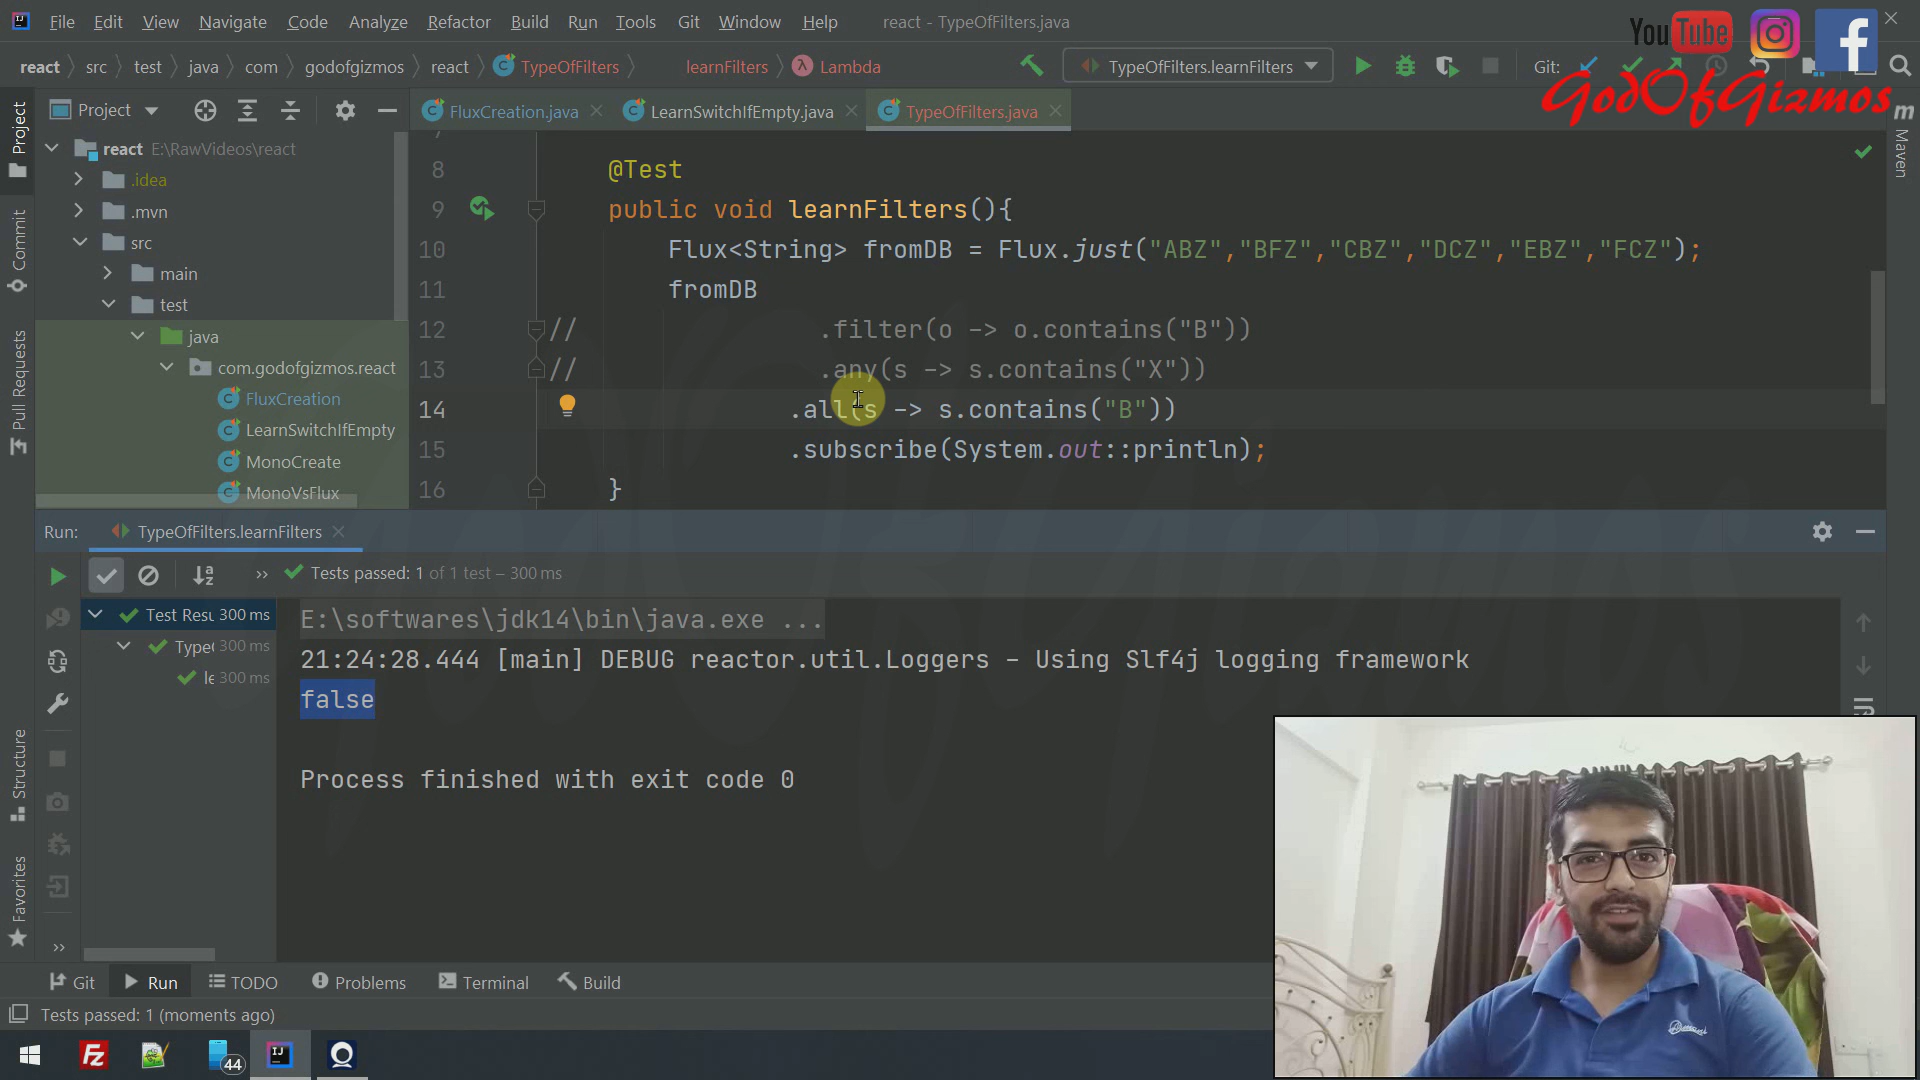 File Edit View Navigate Code Analyze Refactor Build Run Tools Git Window Help react - TypeOfFilters.java
YouTube
react src test java com godofgizmos react TypeOfFilters learnFilters Lambda TypeOfFilters.learnFilters Git:
GodOfGizmos
Project
FluxCreation.java LearnSwitchIfEmpty.java TypeOfFilters.java
react E:\RawVideos\react
.idea
.mvn
src
main
test
java
com.godofgizmos.react
FluxCreation
LearnSwitchIfEmpty
MonoCreate
MonoVsFlux
Project
Commit
Pull Requests
Structure
Favorites
Maven
8 @Test
9 public void learnFilters(){
10 Flux<String> fromDB = Flux.just("ABZ","BFZ","CBZ","DCZ","EBZ","FCZ");
11 fromDB
12 // .filter(o -> o.contains("B"))
13 // .any(s -> s.contains("X"))
14 .all(s -> s.contains("B"))
15 .subscribe(System.out::println);
16 }
Run: TypeOfFilters.learnFilters
Tests passed: 1 of 1 test – 300 ms
Test Resu 300 ms
Type 300 ms
le 300 ms
E:\softwares\jdk14\bin\java.exe ...
21:24:28.444 [main] DEBUG reactor.util.Loggers - Using Slf4j logging framework
false
Process finished with exit code 0
Git Run TODO Problems Terminal Build
Tests passed: 1 (moments ago)
44